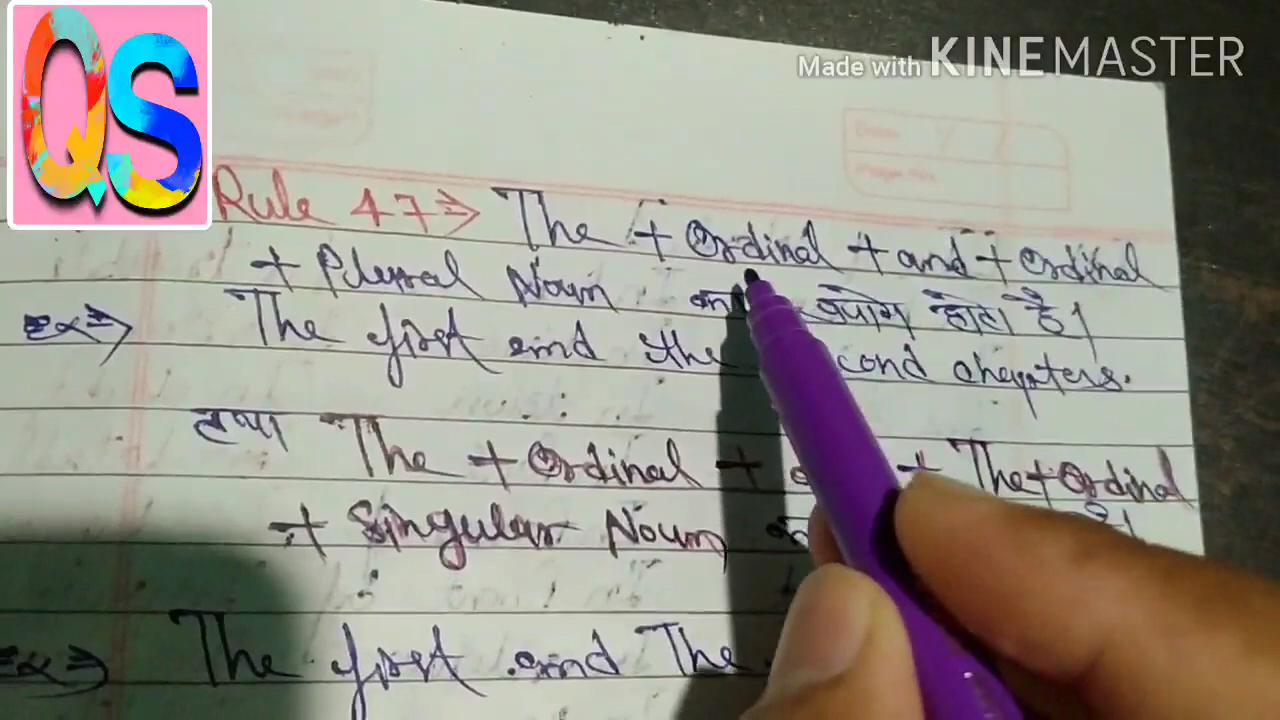 QS
Made with KINEMASTER
Rule 47⇒ The + Ordinal + and + Ordinal
+ Plural Noun का उपयोग होता है।
Ex⇒ The first and the second chapters.
तथा The + Ordinal + + The + Ordinal
+ Singular Noun
Ex⇒ The first and The